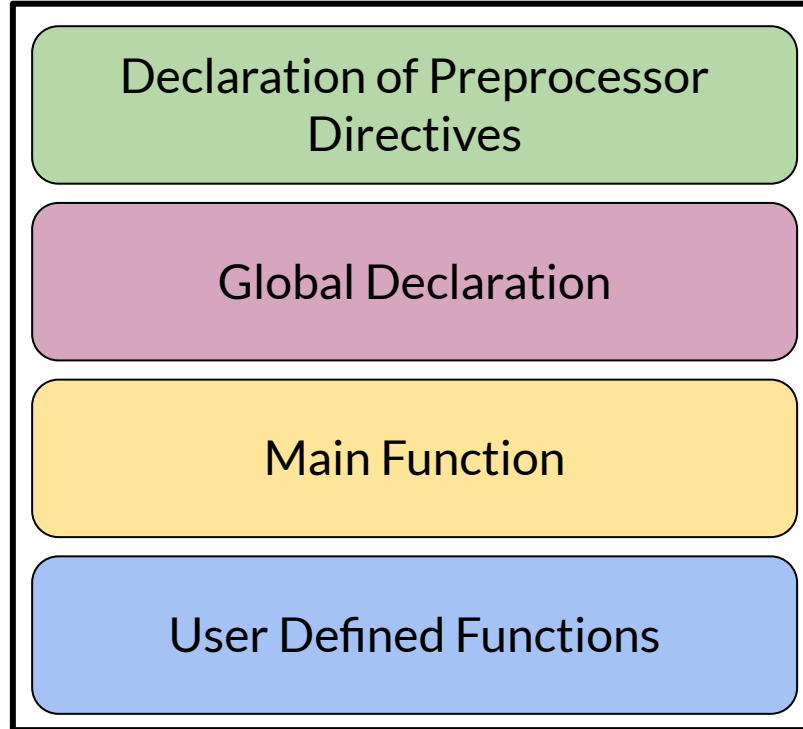 Declaration of Preprocessor
Directives
Global Declaration
Main Function
User Defined Functions